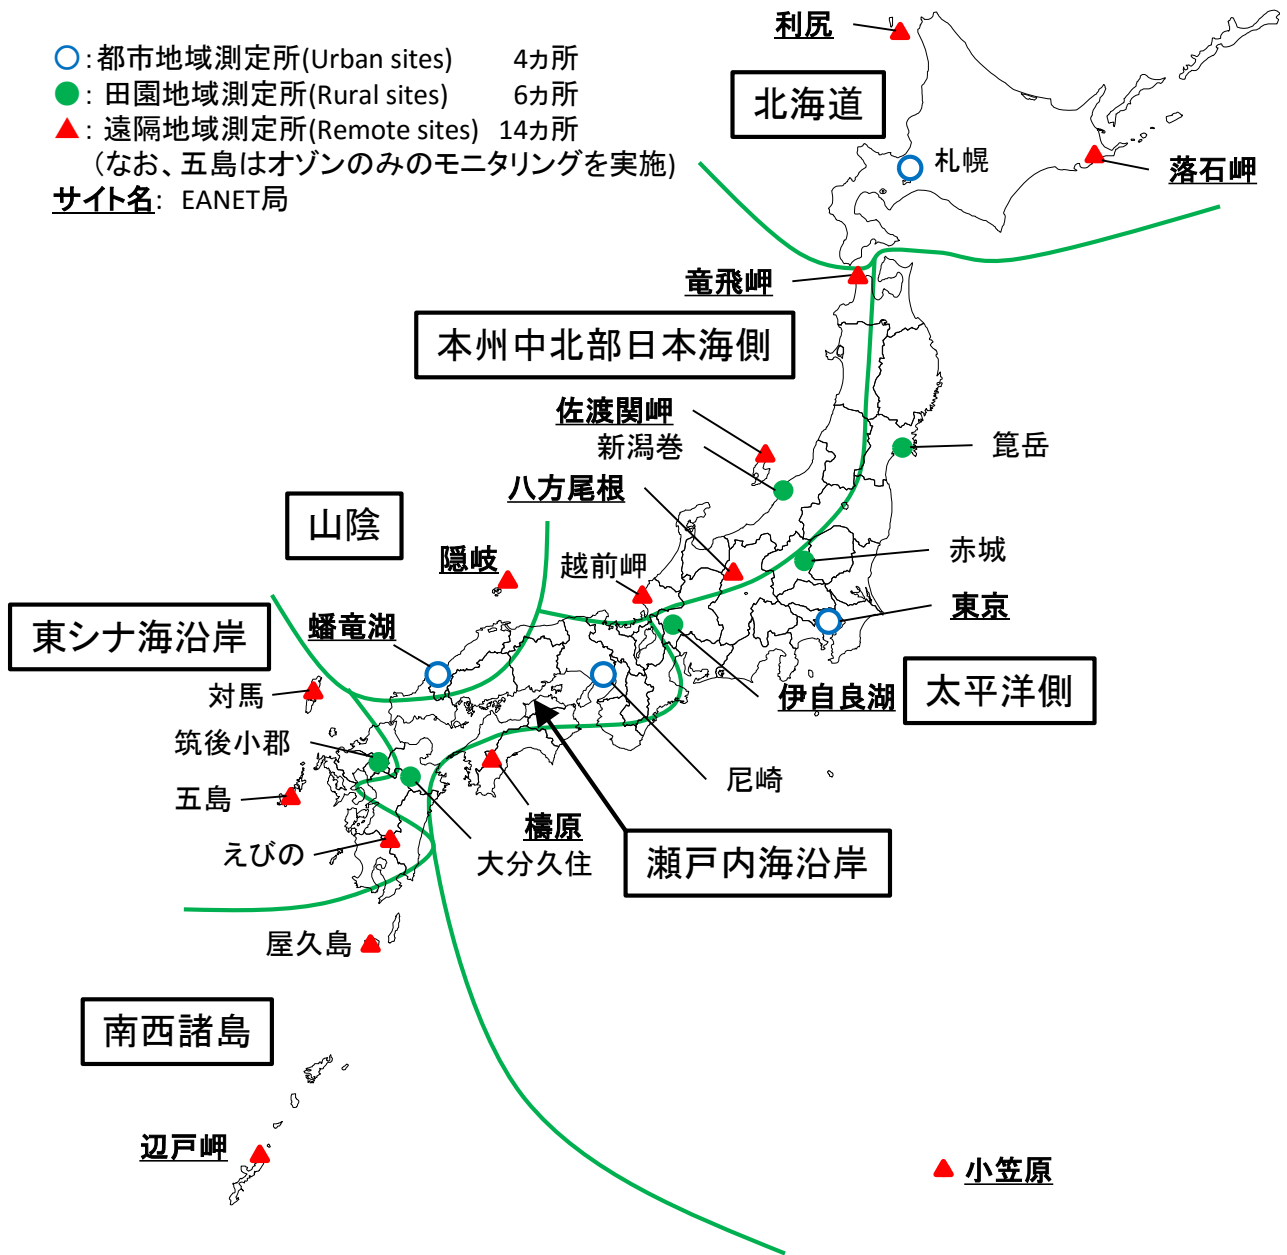 ○：都市地域測定所(Urban sites) 4ヵ所
●：田園地域測定所(Rural sites) 6ヵ所
▲：遠隔地域測定所(Remote sites) 14ヵ所
（なお、五島はオゾンのみのモニタリングを実施)
サイト名： EANET局
利尻
北海道
札幌
落石岬
竜飛岬
本州中北部日本海側
佐渡関岬
新潟巻
箆岳
八方尾根
山陰
隠岐
越前岬
赤城
東京
東シナ海沿岸
蟠竜湖
対馬
伊自良湖
太平洋側
筑後小郡
尼崎
五島
檮原
えびの
大分久住
瀬戸内海沿岸
屋久島
南西諸島
辺戸岬
小笠原